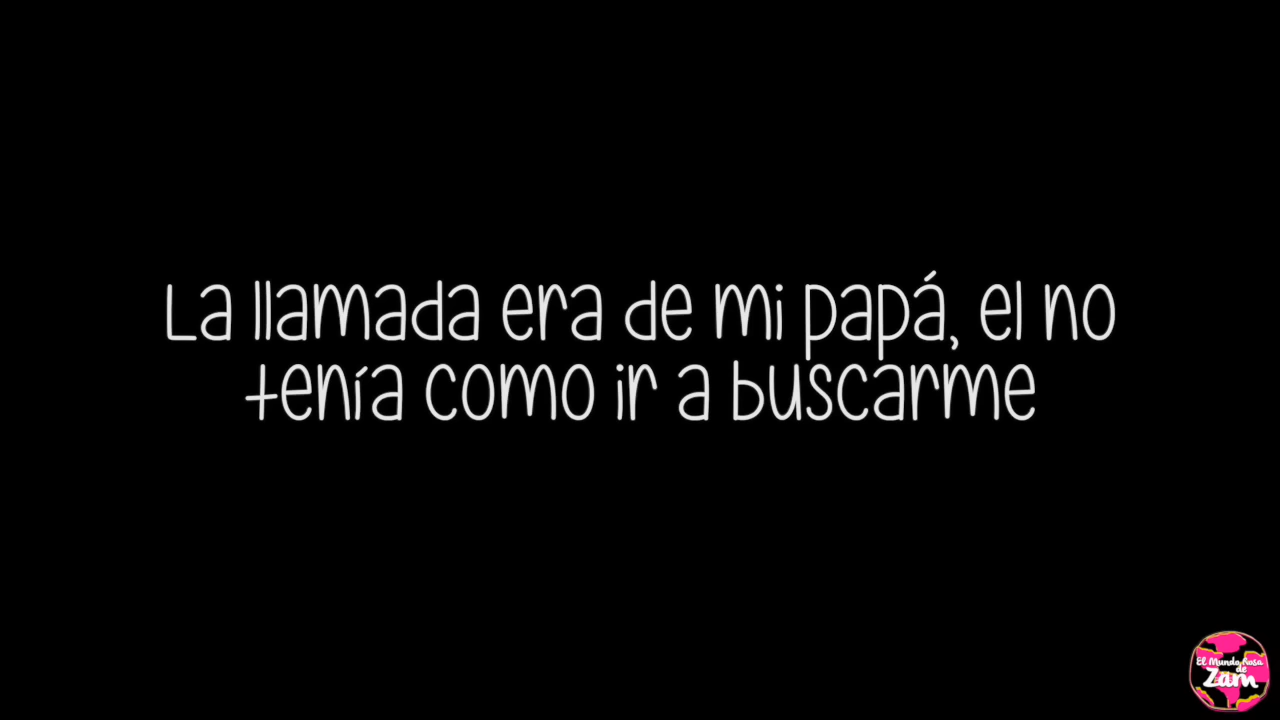 La llamada era de mi papá, el no
tenía como ir a buscarme
El Mundo Rosa
de
Zam